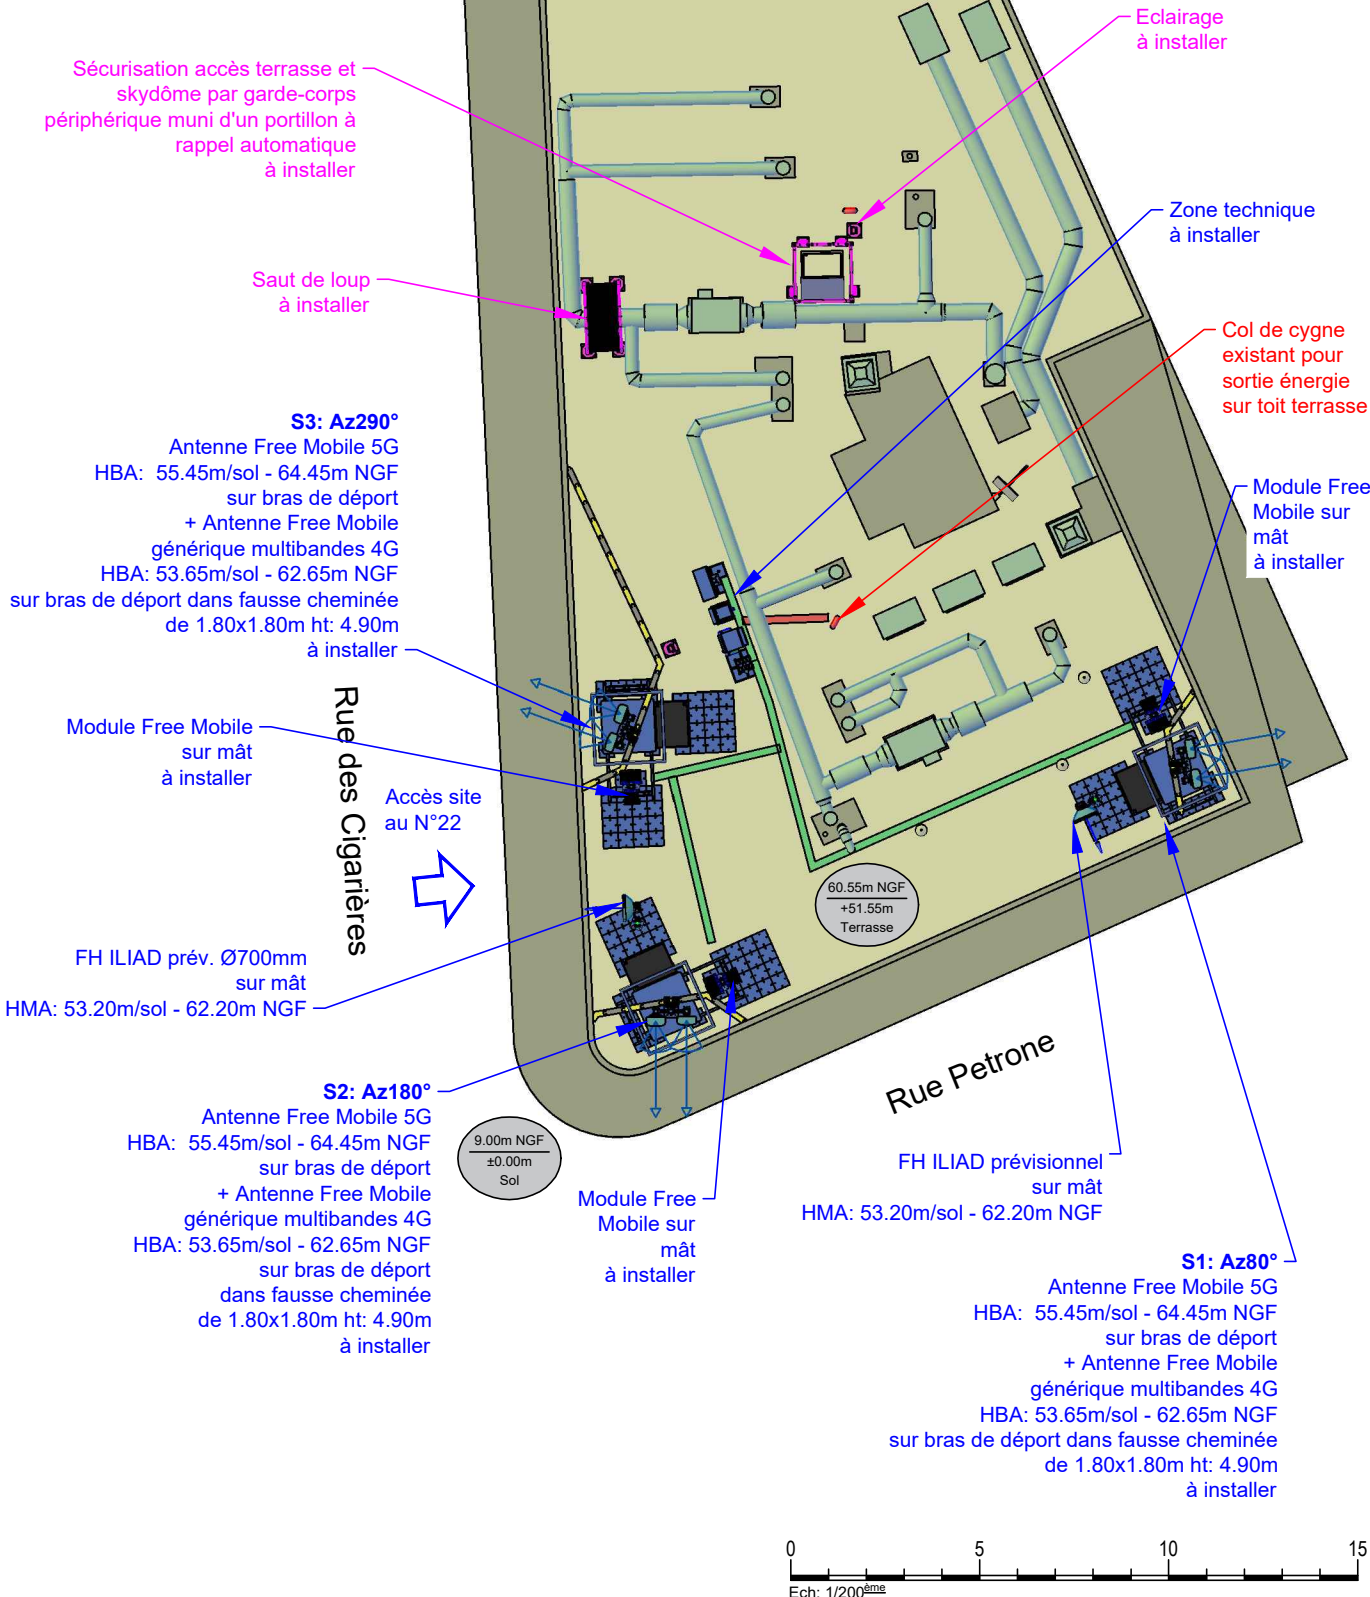 Eclairage
à installer
Sécurisation accès terrasse et
skydôme par garde-corps
périphérique muni d'un portillon à
rappel automatique
à installer
Zone technique
à installer
Saut de loup
à installer
Col de cygne
existant pour
sortie énergie
sur toit terrasse
S3: Az290°
Antenne Free Mobile 5G
HBA: 55.45m/sol - 64.45m NGF
sur bras de déport
+ Antenne Free Mobile
générique multibandes 4G
HBA: 53.65m/sol - 62.65m NGF
sur bras de déport dans fausse cheminée
de 1.80x1.80m ht: 4.90m
à installer
Module Free
Mobile sur
mât
à installer
Rue des Cigarières
Module Free Mobile
sur mât
à installer
Accès site
au N°22
60.55m NGF
+51.55m
Terrasse
FH ILIAD prév. Ø700mm
sur mât
HMA: 53.20m/sol - 62.20m NGF
Rue Petrone
S2: Az180°
Antenne Free Mobile 5G
HBA: 55.45m/sol - 64.45m NGF
sur bras de déport
+ Antenne Free Mobile
générique multibandes 4G
HBA: 53.65m/sol - 62.65m NGF
sur bras de déport
dans fausse cheminée
de 1.80x1.80m ht: 4.90m
à installer
9.00m NGF
±0.00m
Sol
Module Free
Mobile sur
mât
à installer
FH ILIAD prévisionnel
sur mât
HMA: 53.20m/sol - 62.20m NGF
S1: Az80°
Antenne Free Mobile 5G
HBA: 55.45m/sol - 64.45m NGF
sur bras de déport
+ Antenne Free Mobile
générique multibandes 4G
HBA: 53.65m/sol - 62.65m NGF
sur bras de déport dans fausse cheminée
de 1.80x1.80m ht: 4.90m
à installer
0 5 10 15
Ech: 1/200ème